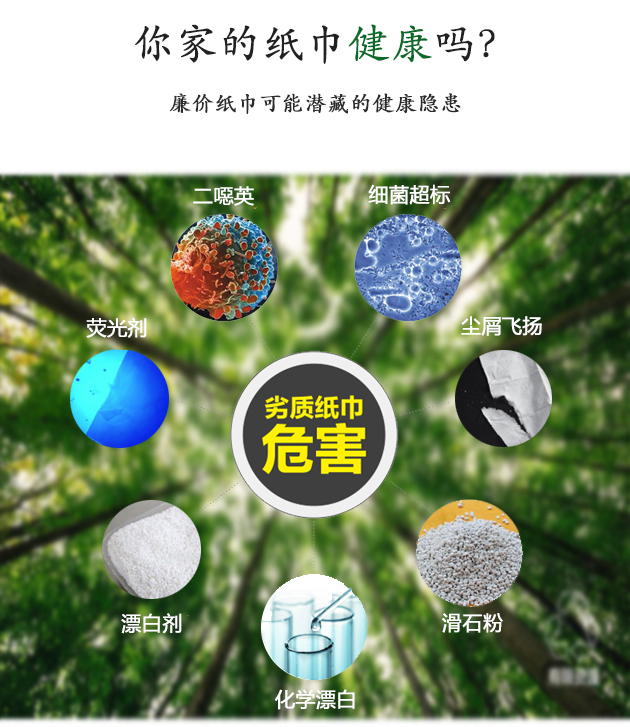 你家的纸巾健康吗?
廉价纸巾可能潜藏的健康隐患
二噁英
细菌超标
荧光剂
尘屑飞扬
劣质纸巾
危害
漂白剂
滑石粉
化学漂白